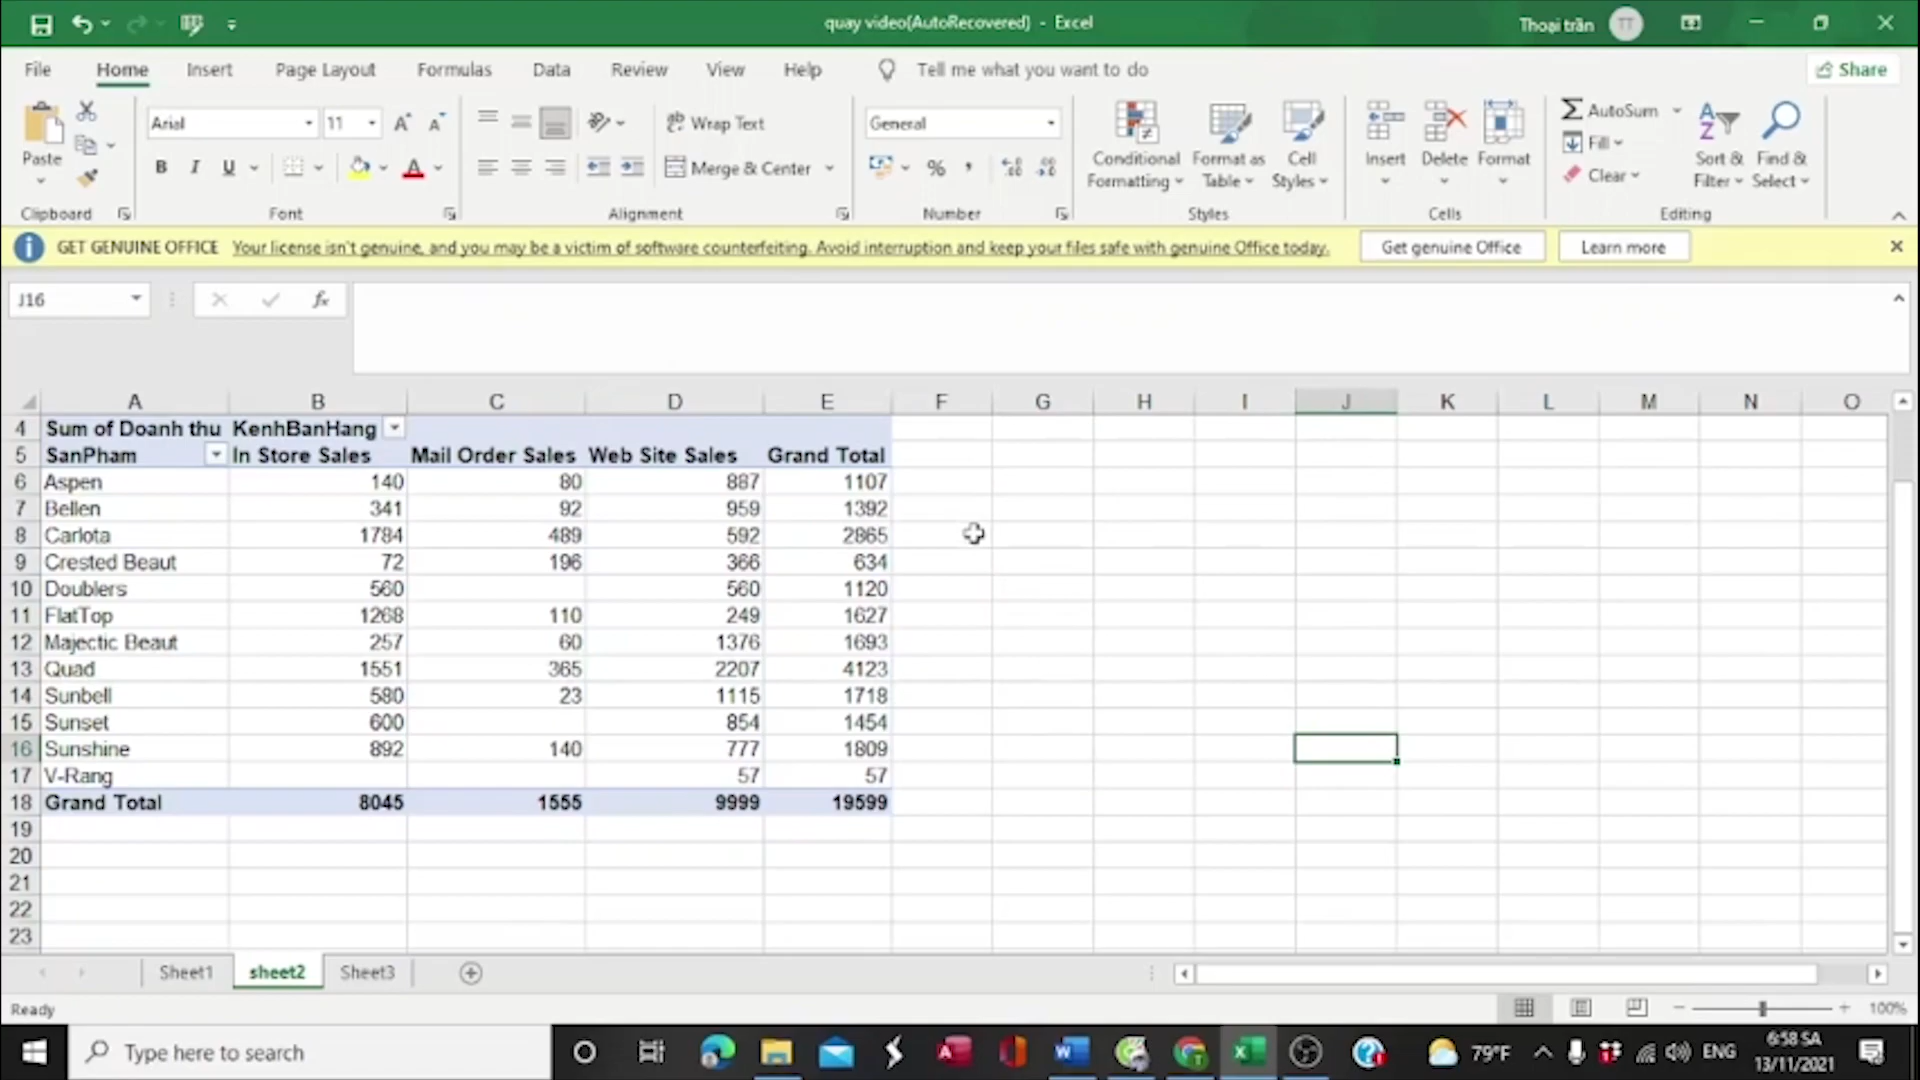 quay video(AutoRecovered) - Excel
Thoại trần TT
File Home Insert Page Layout Formulas Data Review View Help Tell me what you want to do Share
Paste
Arial 11
B I U
Wrap Text
Merge & Center
General
%
Conditional Formatting
Format as Table
Cell Styles
Insert Delete Format
AutoSum
Fill
Clear
Sort & Filter
Find & Select
Clipboard Font Alignment Number Styles Cells Editing
GET GENUINE OFFICE Your license isn't genuine, and you may be a victim of software counterfeiting. Avoid interruption and keep your files safe with genuine Office today. Get genuine Office Learn more
J16 fx
A B C D E F G H I J K L M N O
4 Sum of Doanh thu KenhBanHang
5 SanPham In Store Sales Mail Order Sales Web Site Sales Grand Total
6 Aspen 140 80 887 1107
7 Bellen 341 92 959 1392
8 Carlota 1784 489 592 2865
9 Crested Beaut 72 196 366 634
10 Doublers 560 560 1120
11 FlatTop 1268 110 249 1627
12 Majectic Beaut 257 60 1376 1693
13 Quad 1551 365 2207 4123
14 Sunbell 580 23 1115 1718
15 Sunset 600 854 1454
16 Sunshine 892 140 777 1809
17 V-Rang 57 57
18 Grand Total 8045 1555 9999 19599
19
20
21
22
23
Sheet1 sheet2 Sheet3
Ready
100%
Type here to search
79°F
ENG
6:58 SA
13/11/2021